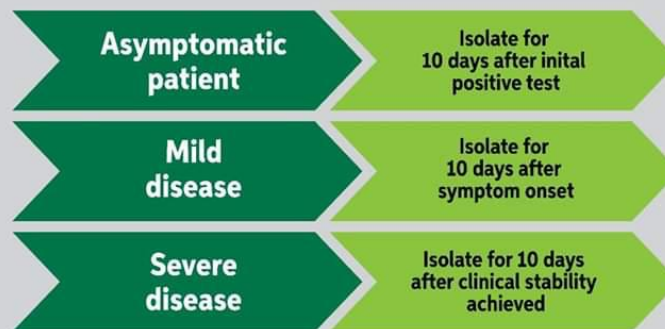 Asymptomatic
patient
Isolate for
10 days after inital
positive test
Mild
disease
Isolate for
10 days after
symptom onset
Severe
disease
Isolate for 10 days
after clinical stability
achieved